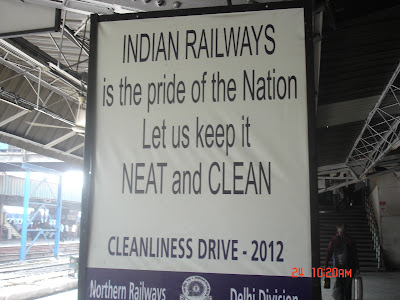 INDIAN RAILWAYS
is the pride of the Nation
Let us keep it
NEAT and CLEAN
CLEANLINESS DRIVE - 2012
Northern Railways Delhi Division
24 10:20AM